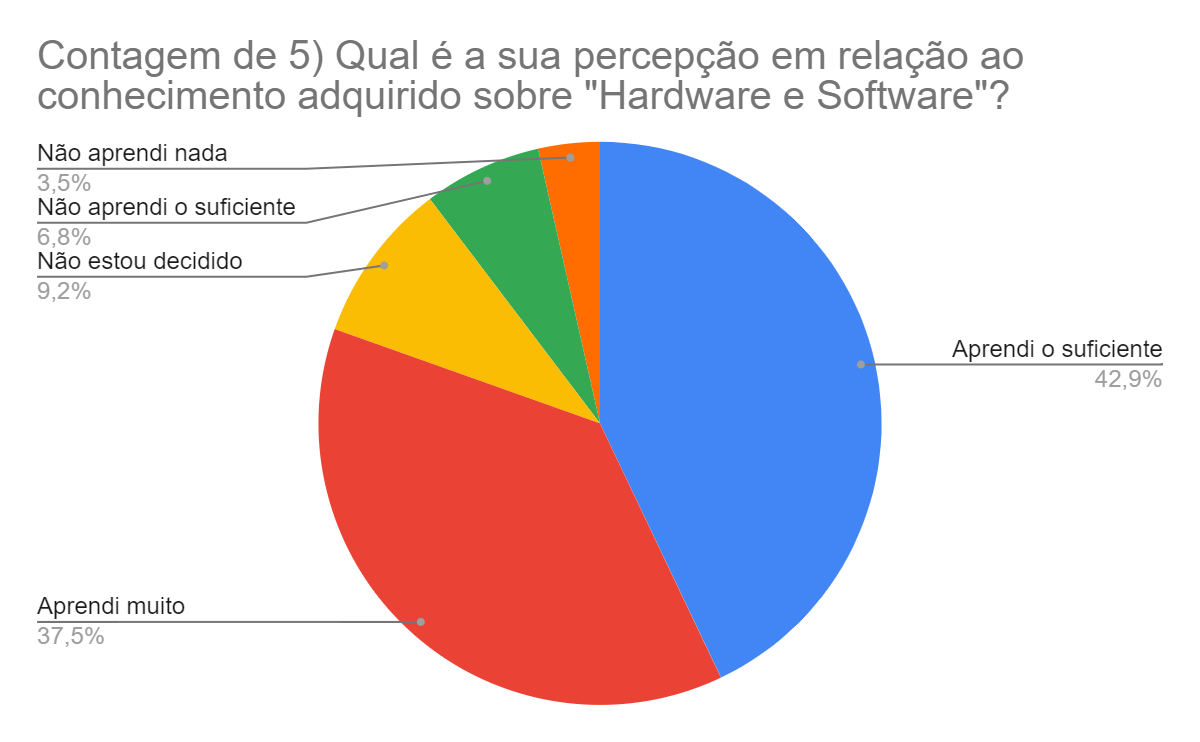 Contagem de 5) Qual é a sua percepção em relação ao
conhecimento adquirido sobre "Hardware e Software"?
Não aprendi nada
3,5%
Não aprendi o suficiente
6,8%
Não estou decidido
9,2%
Aprendi o suficiente
42,9%
Aprendi muito
37,5%